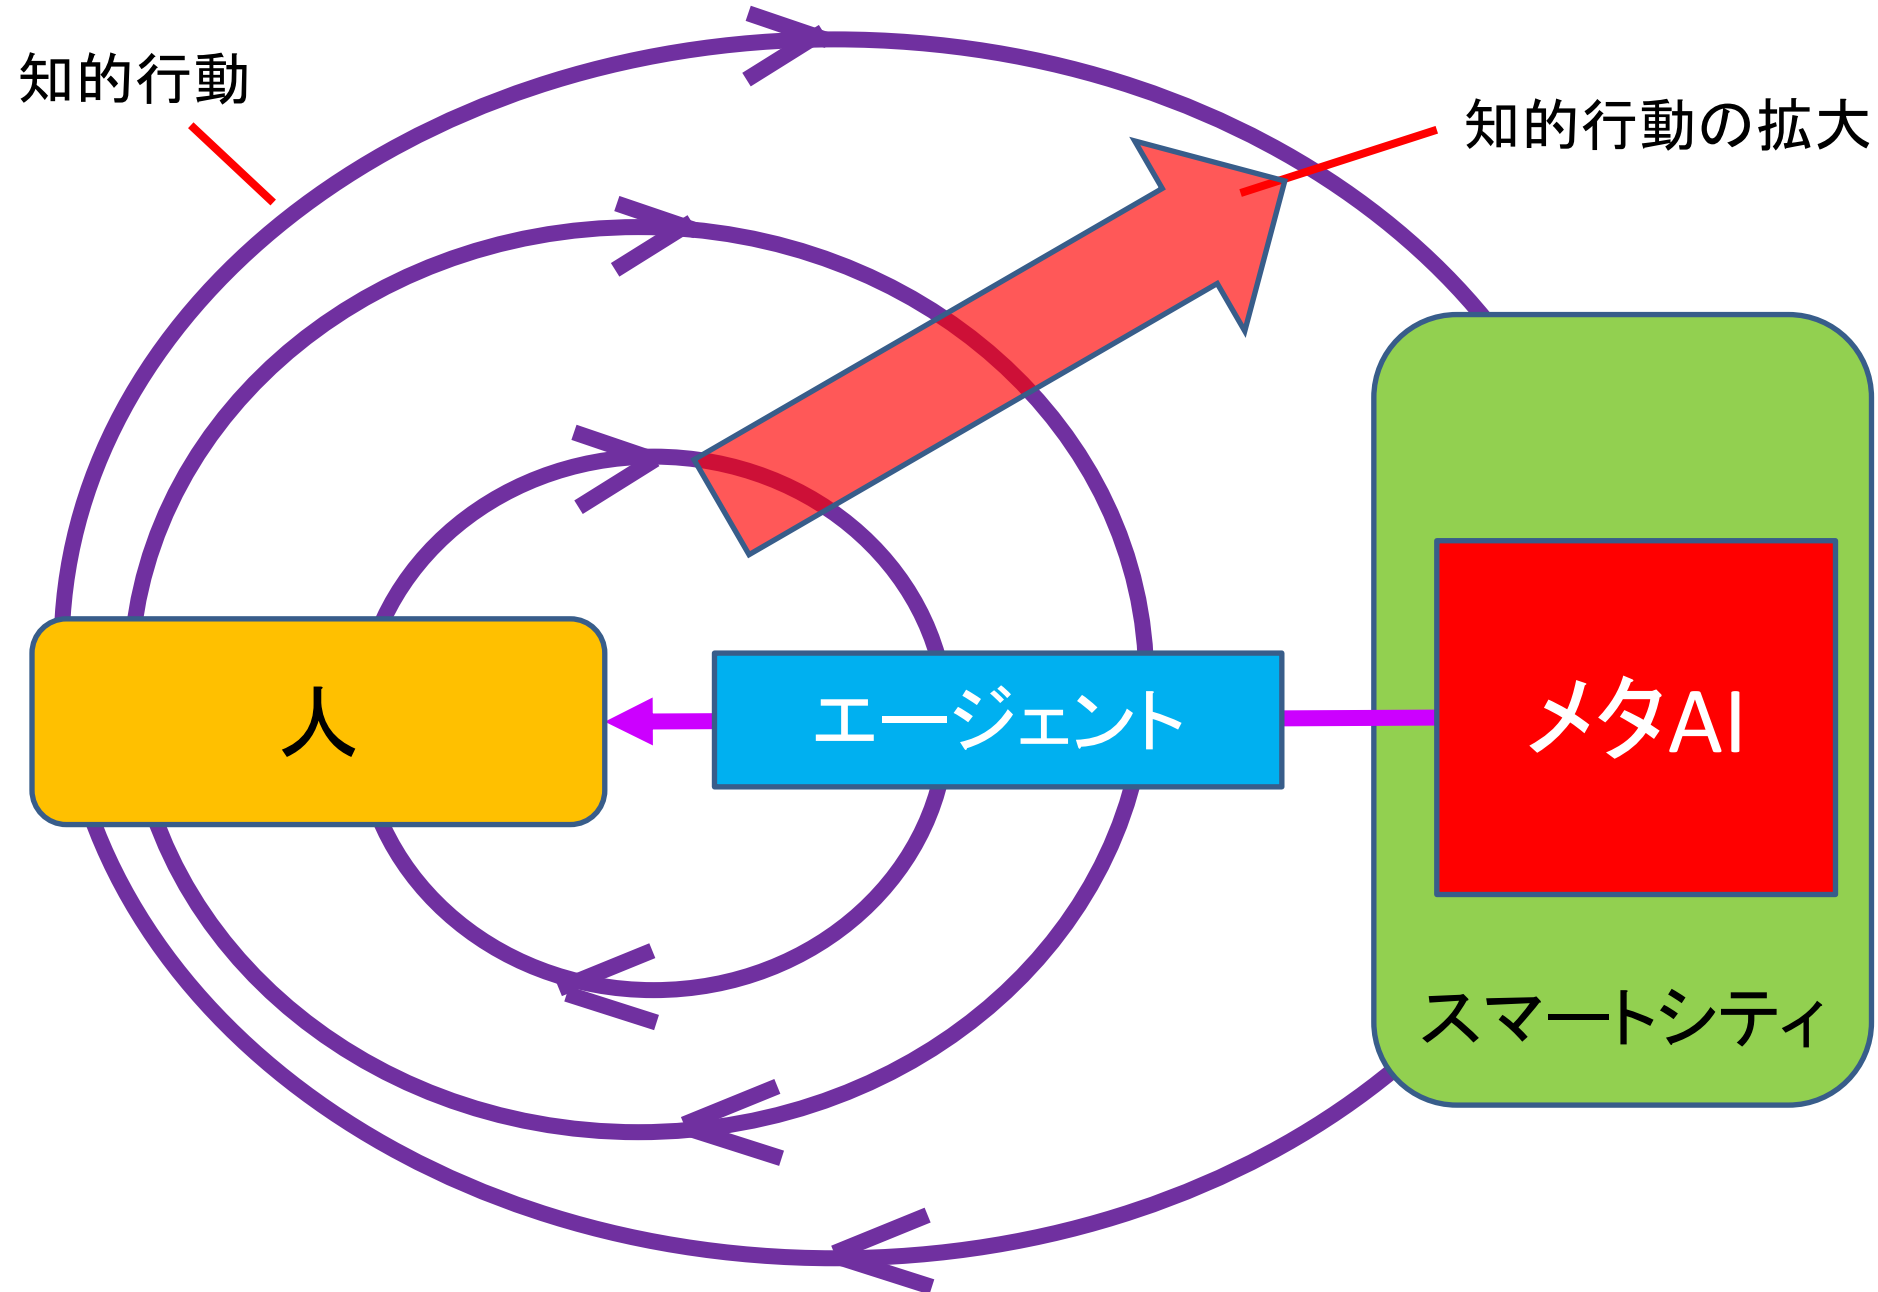 知的行動
知的行動の拡大
人
エージェント
メタAI
スマートシティ